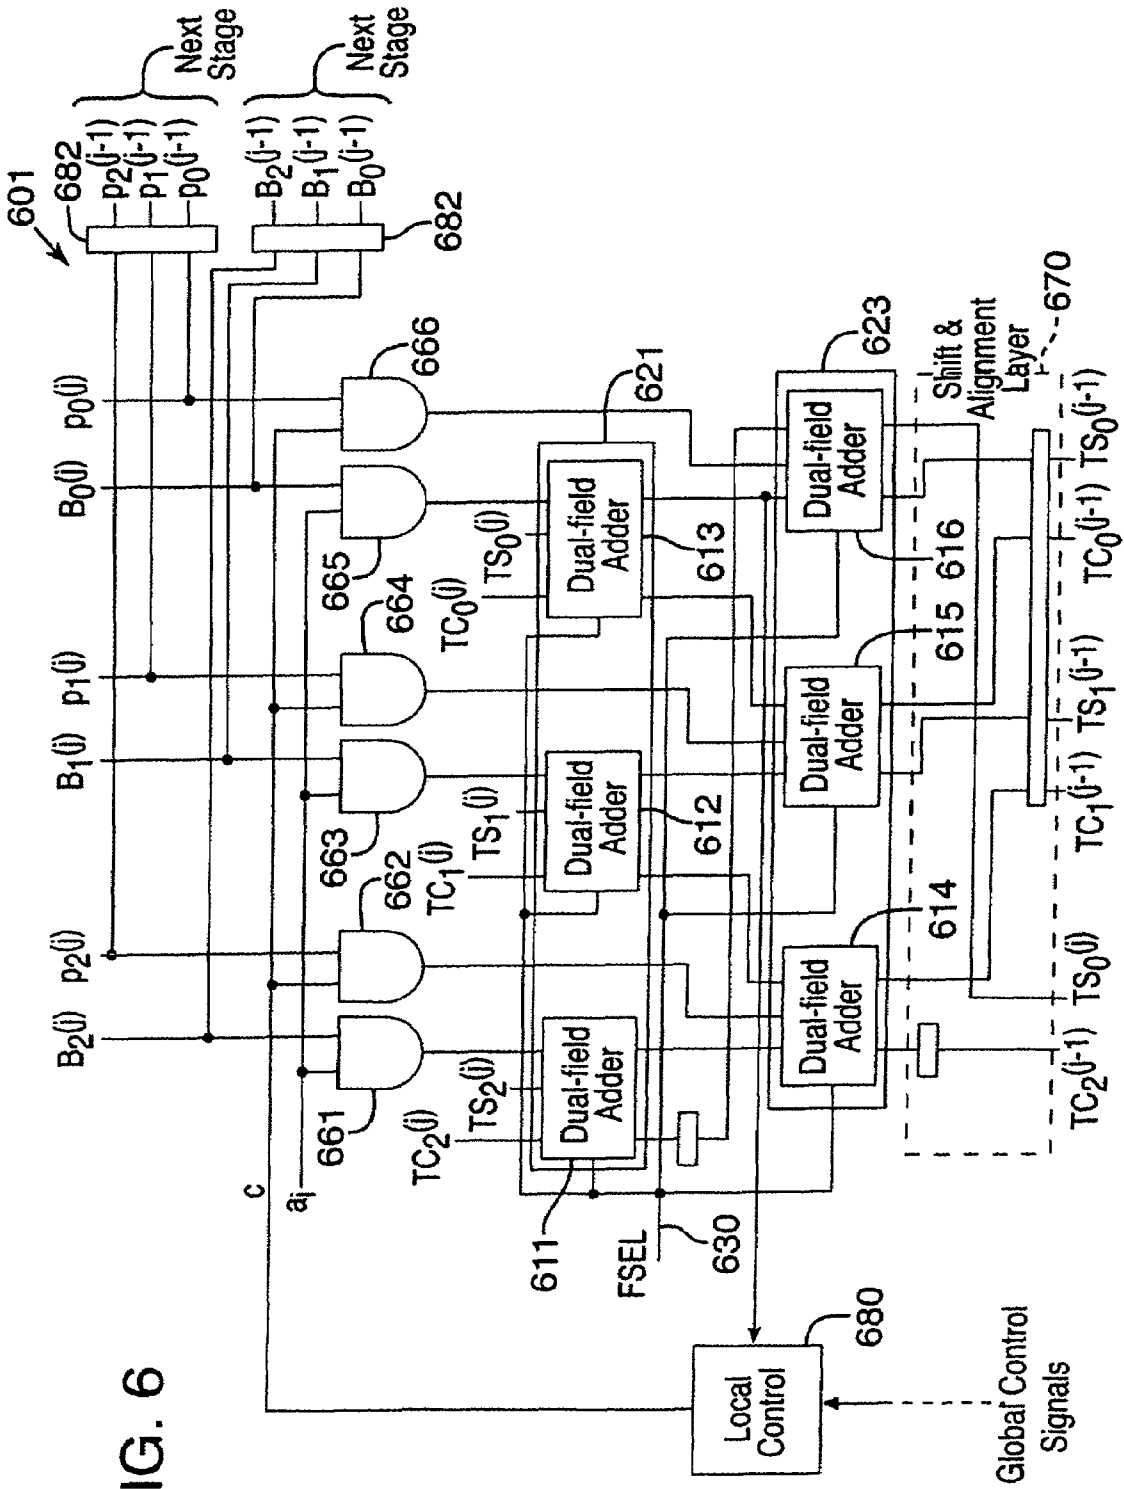 IG. 6
601
682
p2(j-1)
p1(j-1)
p0(j-1)
Next
Stage
B2(j-1)
B1(j-1)
B0(j-1)
Next
Stage
682
B2(j)
p2(j)
B1(j)
p1(j)
B0(j)
p0(j)
c
ai
661
662
663
664
665
666
TC2(j)
TS2(j)
TC1(j)
TS1(j)
TC0(j)
TS0(j)
621
611
Dual-field
Adder
Dual-field
Adder
612
Dual-field
Adder
613
FSEL
630
623
Dual-field
Adder
614
Dual-field
Adder
615
Dual-field
Adder
616
Local
Control
680
Global Control
Signals
Shift &
Alignment
Layer
670
TC2(j-1)
TS0(j)
TC1(j-1)
TS1(j-1)
TC0(j-1)
TS0(j-1)